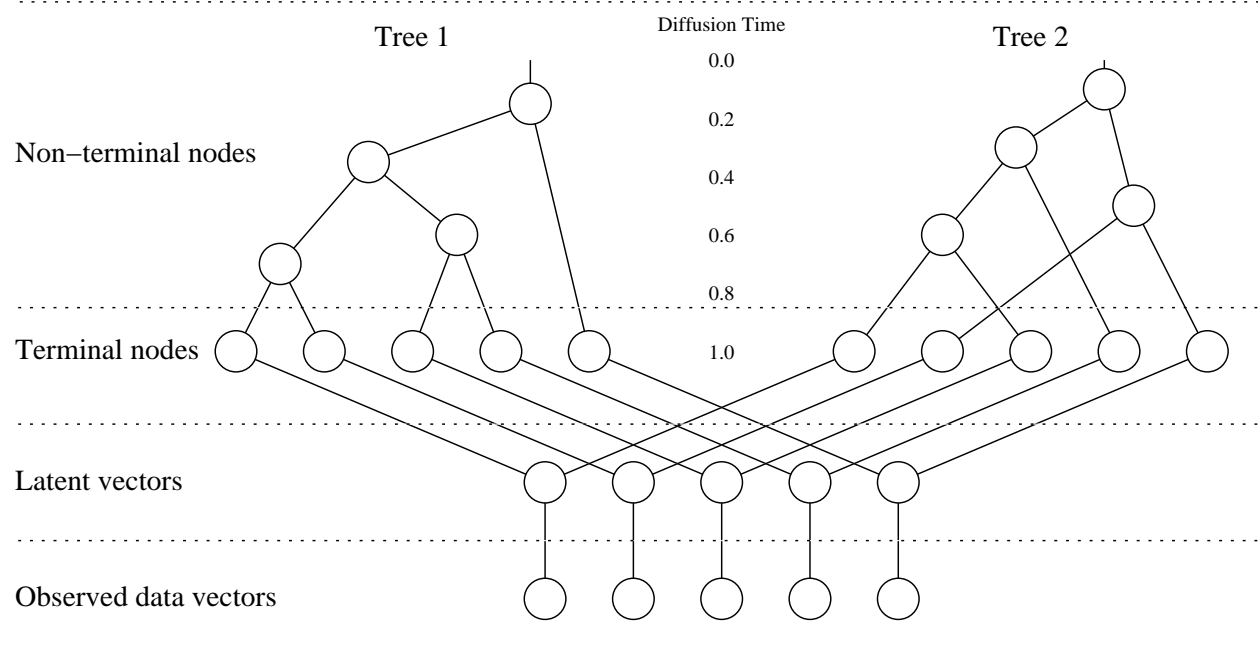 Diffusion Time
Tree 1
Tree 2
0.0
0.2
Non−terminal nodes
0.4
0.6
0.8
Terminal nodes
1.0
Latent vectors
Observed data vectors